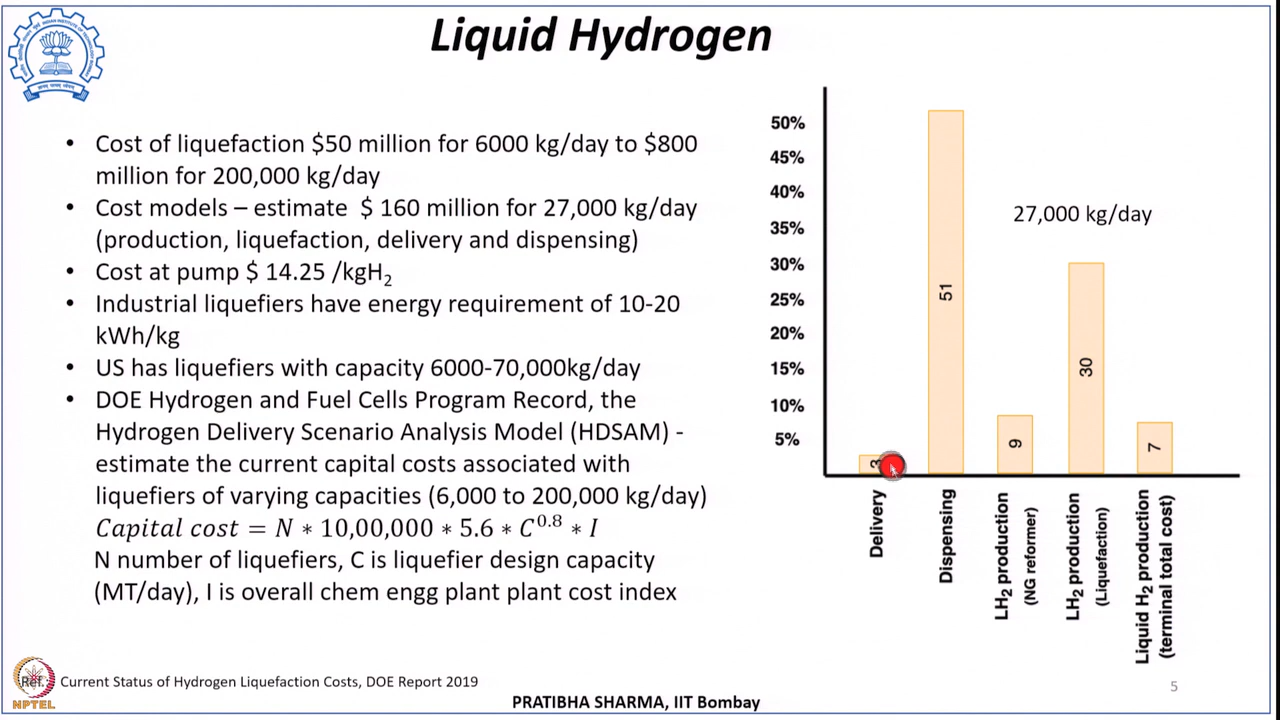 Liquid Hydrogen
• Cost of liquefaction $50 million for 6000 kg/day to $800
million for 200,000 kg/day
• Cost models – estimate $ 160 million for 27,000 kg/day
(production, liquefaction, delivery and dispensing)
• Cost at pump $ 14.25 /kgH₂
• Industrial liquefiers have energy requirement of 10-20
kWh/kg
• US has liquefiers with capacity 6000-70,000kg/day
• DOE Hydrogen and Fuel Cells Program Record, the
Hydrogen Delivery Scenario Analysis Model (HDSAM) -
estimate the current capital costs associated with
liquefiers of varying capacities (6,000 to 200,000 kg/day)
Capital cost = N * 10,00,000 * 5.6 * C^0.8 * I
N number of liquefiers, C is liquefier design capacity
(MT/day), I is overall chem engg plant plant cost index
50%
45%
40%
35%
30%
25%
20%
15%
10%
5%
27,000 kg/day
3
51
9
30
7
Delivery
Dispensing
LH₂ production
(NG reformer)
LH₂ production
(Liquefaction)
Liquid H₂ production
(terminal total cost)
Ref.: Current Status of Hydrogen Liquefaction Costs, DOE Report 2019
NPTEL
PRATIBHA SHARMA, IIT Bombay
5